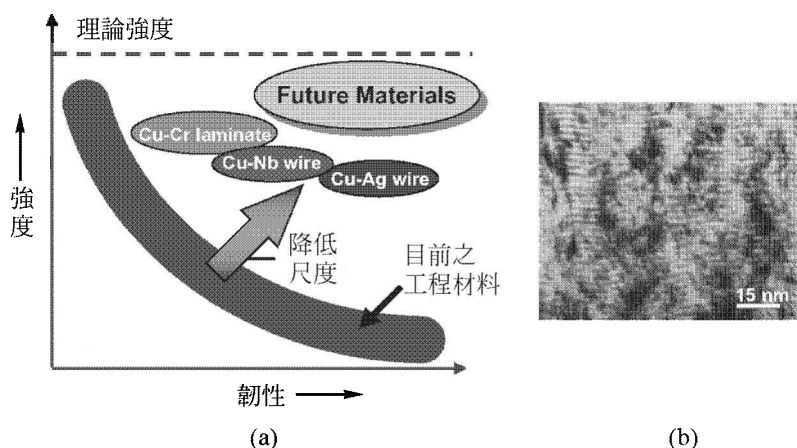 理論強度
Future Materials
Cu-Cr laminate
Cu-Nb wire
Cu-Ag wire
強度
降低
尺度
目前之
工程材料
15 nm
韌性
(a)
(b)